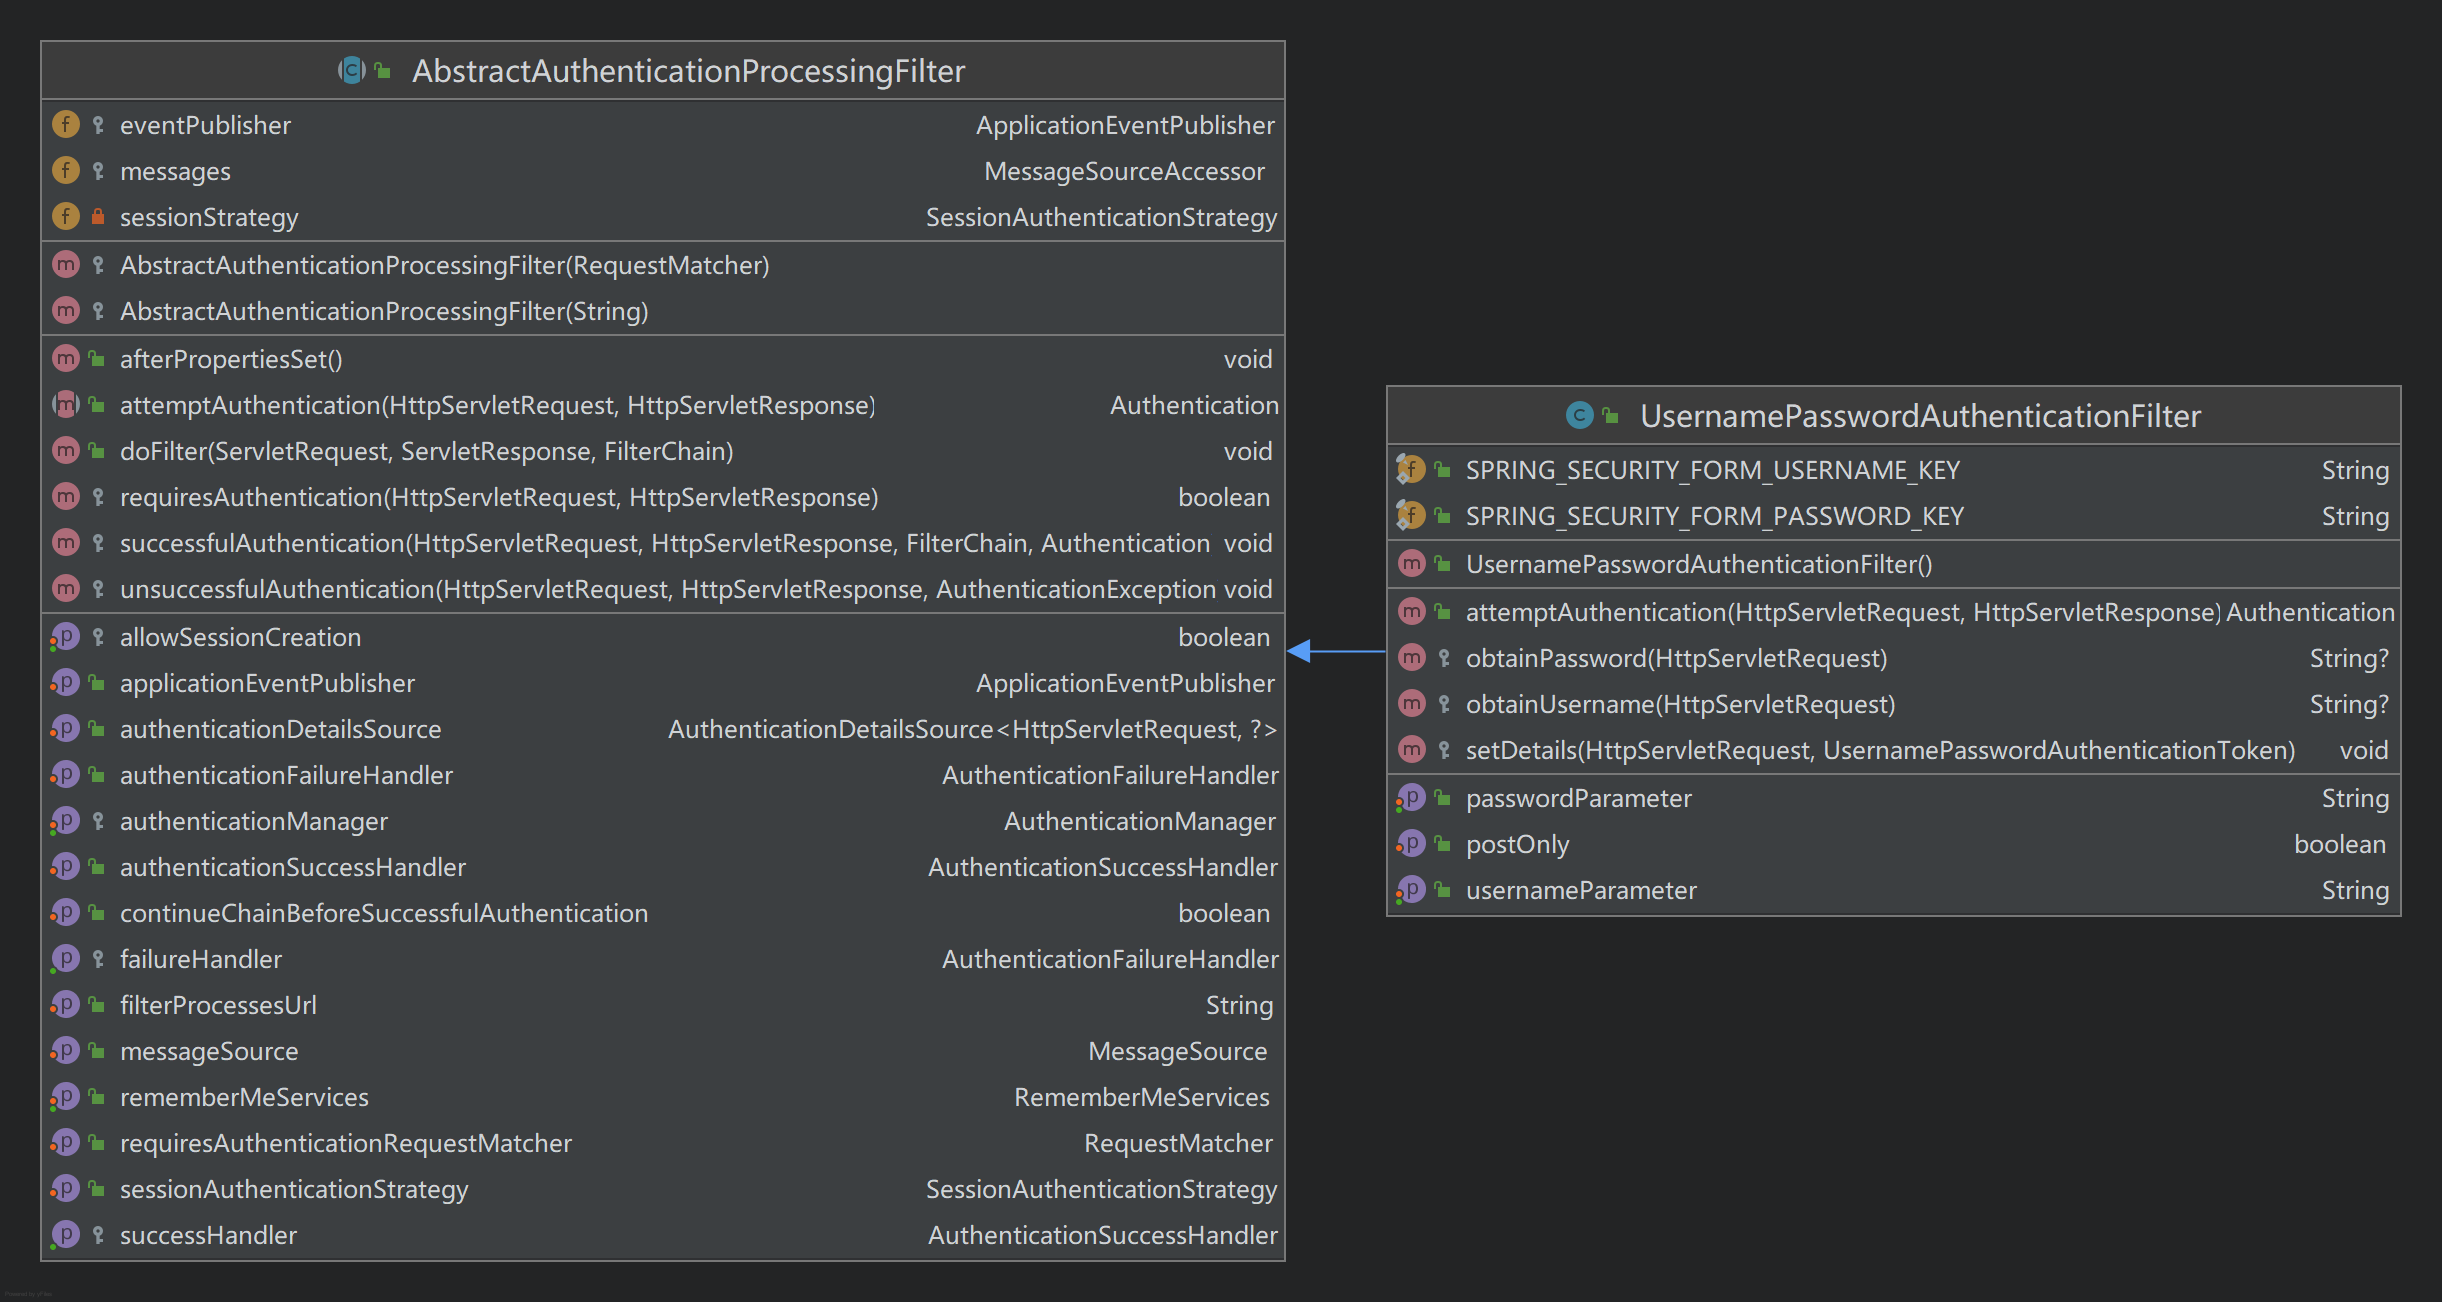 AbstractAuthenticationProcessingFilter
eventPublisher ApplicationEventPublisher
messages MessageSourceAccessor
sessionStrategy SessionAuthenticationStrategy
AbstractAuthenticationProcessingFilter(RequestMatcher)
AbstractAuthenticationProcessingFilter(String)
afterPropertiesSet() void
attemptAuthentication(HttpServletRequest, HttpServletResponse) Authentication
doFilter(ServletRequest, ServletResponse, FilterChain) void
requiresAuthentication(HttpServletRequest, HttpServletResponse) boolean
successfulAuthentication(HttpServletRequest, HttpServletResponse, FilterChain, Authentication void
unsuccessfulAuthentication(HttpServletRequest, HttpServletResponse, AuthenticationException void
allowSessionCreation boolean
applicationEventPublisher ApplicationEventPublisher
authenticationDetailsSource AuthenticationDetailsSource<HttpServletRequest, ?>
authenticationFailureHandler AuthenticationFailureHandler
authenticationManager AuthenticationManager
authenticationSuccessHandler AuthenticationSuccessHandler
continueChainBeforeSuccessfulAuthentication boolean
failureHandler AuthenticationFailureHandler
filterProcessesUrl String
messageSource MessageSource
rememberMeServices RememberMeServices
requiresAuthenticationRequestMatcher RequestMatcher
sessionAuthenticationStrategy SessionAuthenticationStrategy
successHandler AuthenticationSuccessHandler
UsernamePasswordAuthenticationFilter
SPRING_SECURITY_FORM_USERNAME_KEY String
SPRING_SECURITY_FORM_PASSWORD_KEY String
UsernamePasswordAuthenticationFilter()
attemptAuthentication(HttpServletRequest, HttpServletResponse) Authentication
obtainPassword(HttpServletRequest) String?
obtainUsername(HttpServletRequest) String?
setDetails(HttpServletRequest, UsernamePasswordAuthenticationToken) void
passwordParameter String
postOnly boolean
usernameParameter String